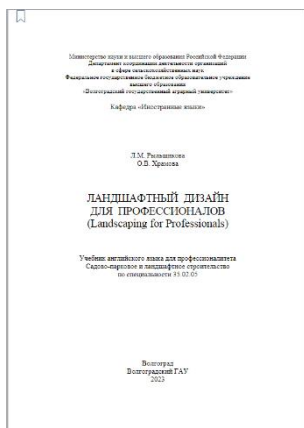 Министерство науки и высшего образования Российской Федерации
Департамент координации деятельности организаций
в сфере сельскохозяйственных наук
Федеральное государственное бюджетное образовательное учреждение
высшего образования
«Волгоградский государственный аграрный университет»
Кафедра «Иностранные языки»
Л.М. Рыльщикова
О.В. Храмова
ЛАНДШАФТНЫЙ ДИЗАЙН
ДЛЯ ПРОФЕССИОНАЛОВ
(Landscaping for Professionals)
Учебник английского языка для профессионалитета
Садово-парковое и ландшафтное строительство
по специальности 35.02.05
Волгоград
Волгоградский ГАУ
2023